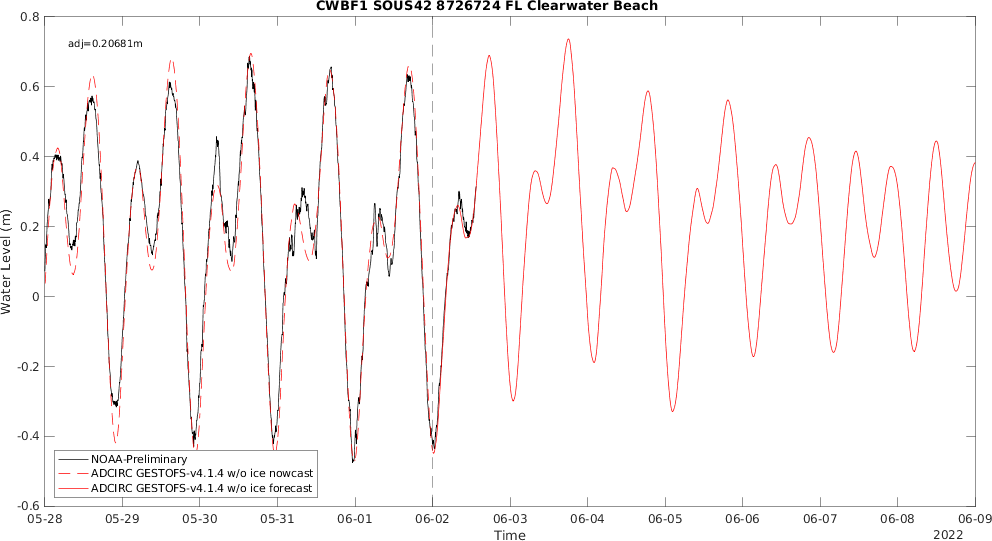 CWBF1 SOUS42 8726724 FL Clearwater Beach
adj=0.20681m
0.8
0.6
0.4
0.2
0
-0.2
-0.4
-0.6
Water Level (m)
NOAA-Preliminary
ADCIRC GESTOFS-v4.1.4 w/o ice nowcast
ADCIRC GESTOFS-v4.1.4 w/o ice forecast
05-28 05-29 05-30 05-31 06-01 06-02 06-03 06-04 06-05 06-06 06-07 06-08 06-09
Time
2022